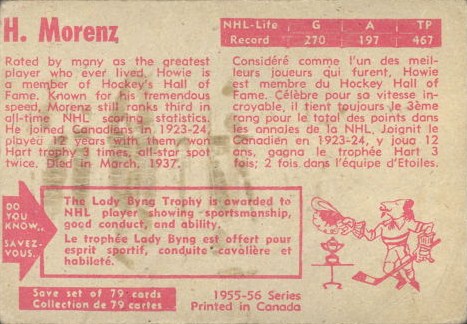 H. Morenz
NHL-Life G A TP
Record 270 197 467
Rated by many as the greatest
player who ever lived, Howie is
a member of Hockey's Hall of
Fame. Known for his tremendous
speed, Morenz still ranks third in
all-time NHL scoring statistics.
He joined Canadiens in 1923-24,
played 12 years with them, won
Hart trophy 3 times, all-star spot
twice. Died in March, 1937.
Considéré comme l'un des meil-
leurs joueurs qui furent, Howie
est membre du Hockey Hall of
Fame. Célèbre pour sa vitesse in-
croyable, il tient toujours le 3ème
rang pour le total des points dans
les annales de la NHL. Joignit le
Canadién en 1923-24, y joua 12
ans, gagna le trophée Hart 3
fois; 2 fois dans l'équipe d'Etoiles.
DO
YOU
KNOW...
SAVEZ-
VOUS.
The Lady Byng Trophy is awarded to
NHL player showing sportsmanship,
good conduct, and ability.
Le trophée Lady Byng est offert pour
esprit sportif, conduite cavalière et
habileté.
Save set of 79 cards
Collection de 79 cartes
1955-56 Series
Printed in Canada